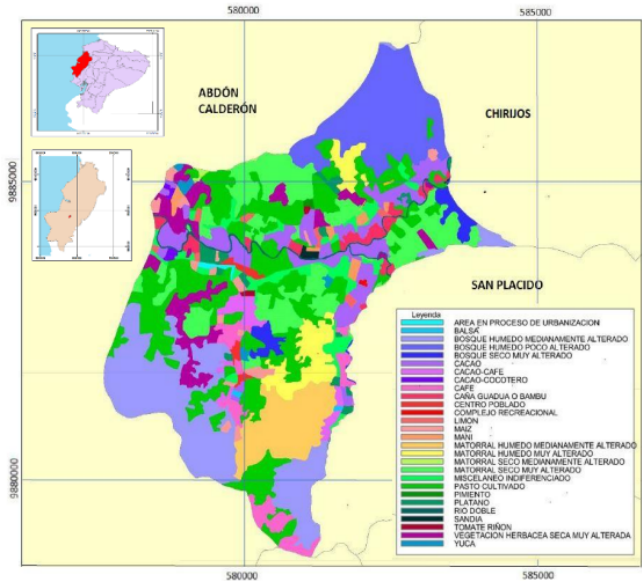 580000
585000
ABDÓN
CALDERÓN
CHIRIJOS
9885000
9885000
SAN PLACIDO
Leyenda
AREA EN PROCESO DE URBANIZACION
BALSA
BOSQUE HUMEDO MEDIANAMENTE ALTERADO
BOSQUE HUMEDO POCO ALTERADO
BOSQUE SECO MUY ALTERADO
CACAO
CACAO-CAFE
CACAO-COCOTERO
CAFE
CAÑA GUADUA O BAMBU
CENTRO POBLADO
COMPLEJO RECREACIONAL
LIMON
MAIZ
MANI
MATORRAL HUMEDO MEDIANAMENTE ALTERADO
MATORRAL HUMEDO MUY ALTERADO
MATORRAL SECO MEDIANAMENTE ALTERADO
MATORRAL SECO MUY ALTERADO
MISCELANEO INDIFERENCIADO
PASTO CULTIVADO
PIMIENTO
PLATANO
RIO DOBLE
SANDIA
TOMATE RIÑON
VEGETACION HERBACEA SECA MUY ALTERADA
YUCA
9880000
9880000
580000
585000